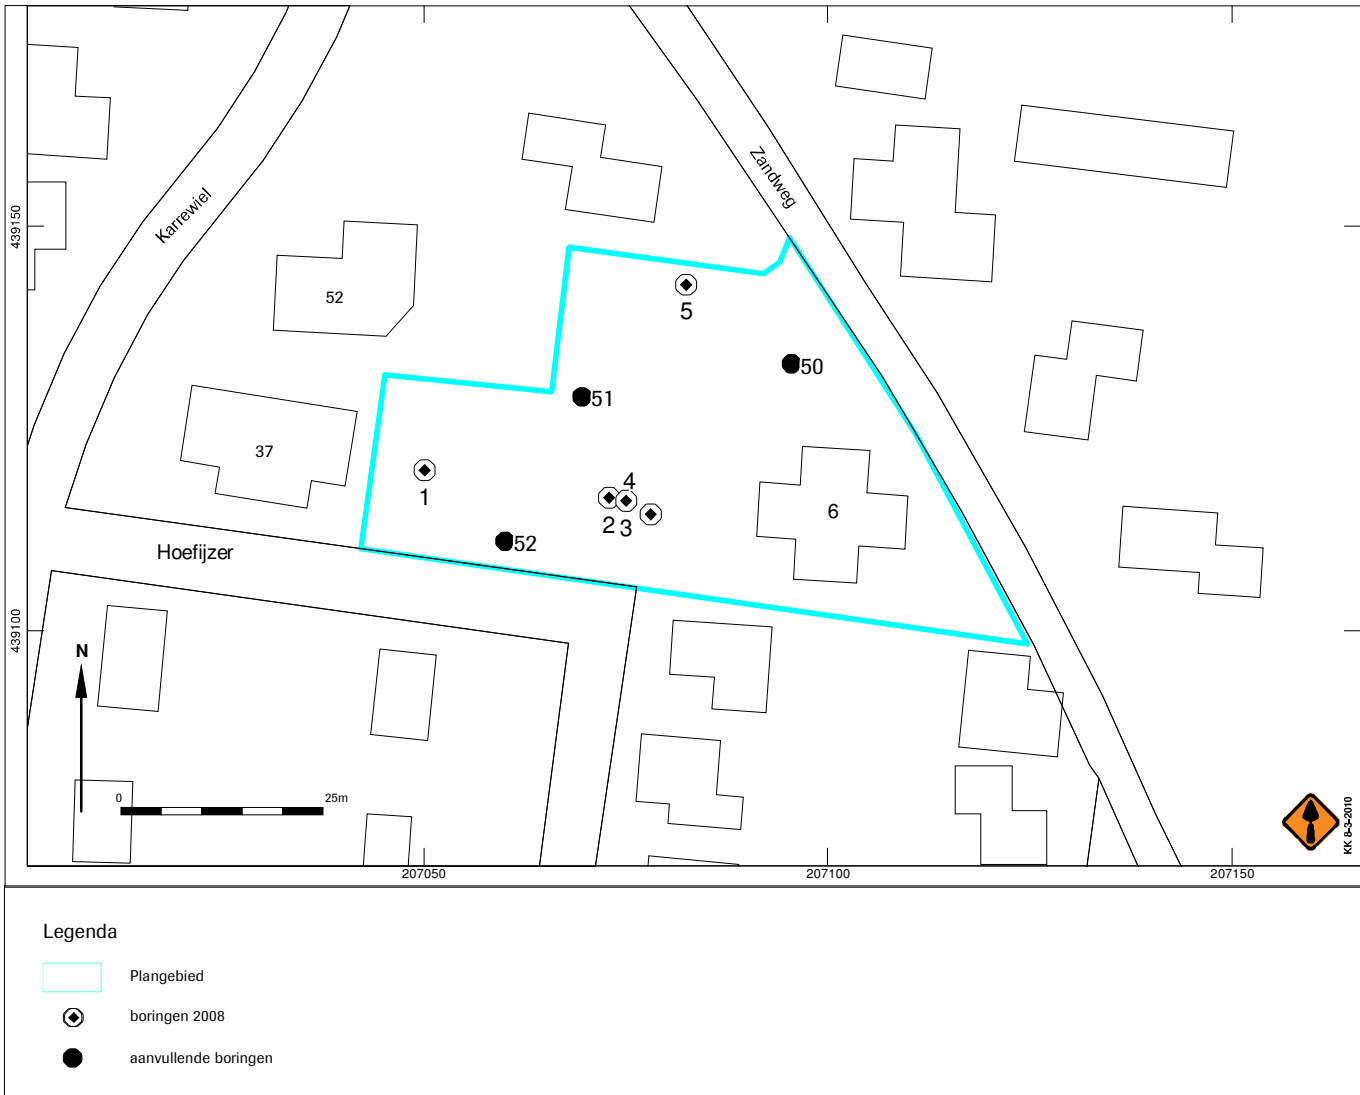 Karrewiel
Zandweg
439150
52
5
50
51
37
1
4
2
3
6
52
Hoefijzer
439100
N
0
25m
KK 8-3-2010
207050
207100
207150
Legenda
Plangebied
boringen 2008
aanvullende boringen